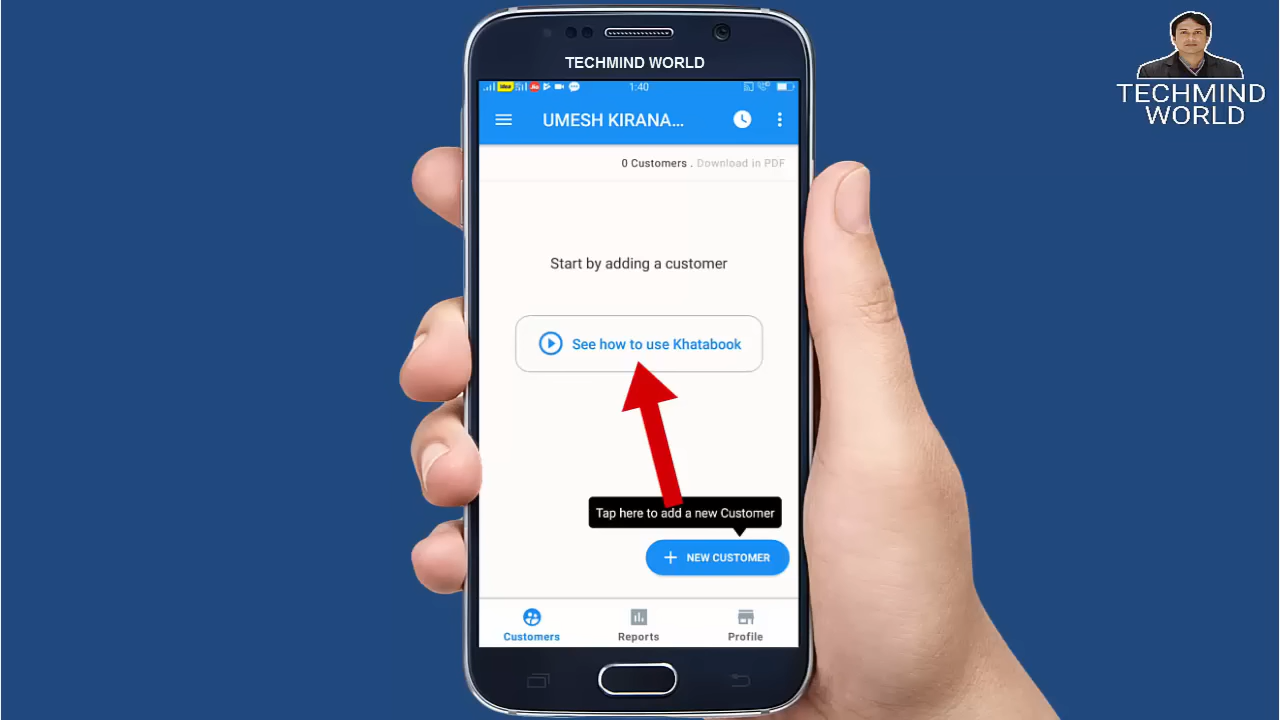 TECHMIND WORLD
1:40
UMESH KIRANA...
0 Customers . Download in PDF
Start by adding a customer
See how to use Khatabook
Tap here to add a new Customer
+ NEW CUSTOMER
Customers
Reports
Profile
TECHMIND
WORLD